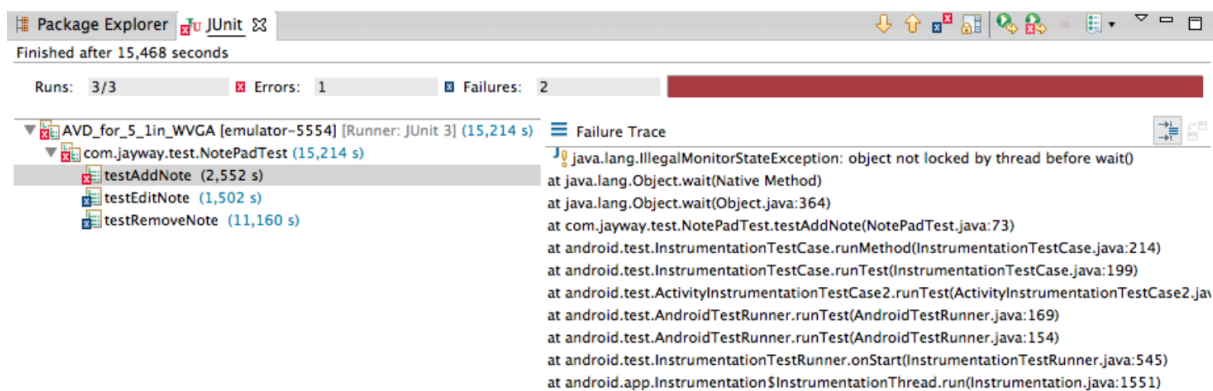 Package Explorer JUnit
Finished after 15,468 seconds
Runs: 3/3 Errors: 1 Failures: 2
AVD_for_5_1in_WVGA [emulator-5554] [Runner: JUnit 3] (15,214 s)
com.jayway.test.NotePadTest (15,214 s)
testAddNote (2,552 s)
testEditNote (1,502 s)
testRemoveNote (11,160 s)
Failure Trace
java.lang.IllegalMonitorStateException: object not locked by thread before wait()
at java.lang.Object.wait(Native Method)
at java.lang.Object.wait(Object.java:364)
at com.jayway.test.NotePadTest.testAddNote(NotePadTest.java:73)
at android.test.InstrumentationTestCase.runMethod(InstrumentationTestCase.java:214)
at android.test.InstrumentationTestCase.runTest(InstrumentationTestCase.java:199)
at android.test.ActivityInstrumentationTestCase2.runTest(ActivityInstrumentationTestCase2.jav
at android.test.AndroidTestRunner.runTest(AndroidTestRunner.java:169)
at android.test.AndroidTestRunner.runTest(AndroidTestRunner.java:154)
at android.test.InstrumentationTestRunner.onStart(InstrumentationTestRunner.java:545)
at android.app.Instrumentation$InstrumentationThread.run(Instrumentation.java:1551)